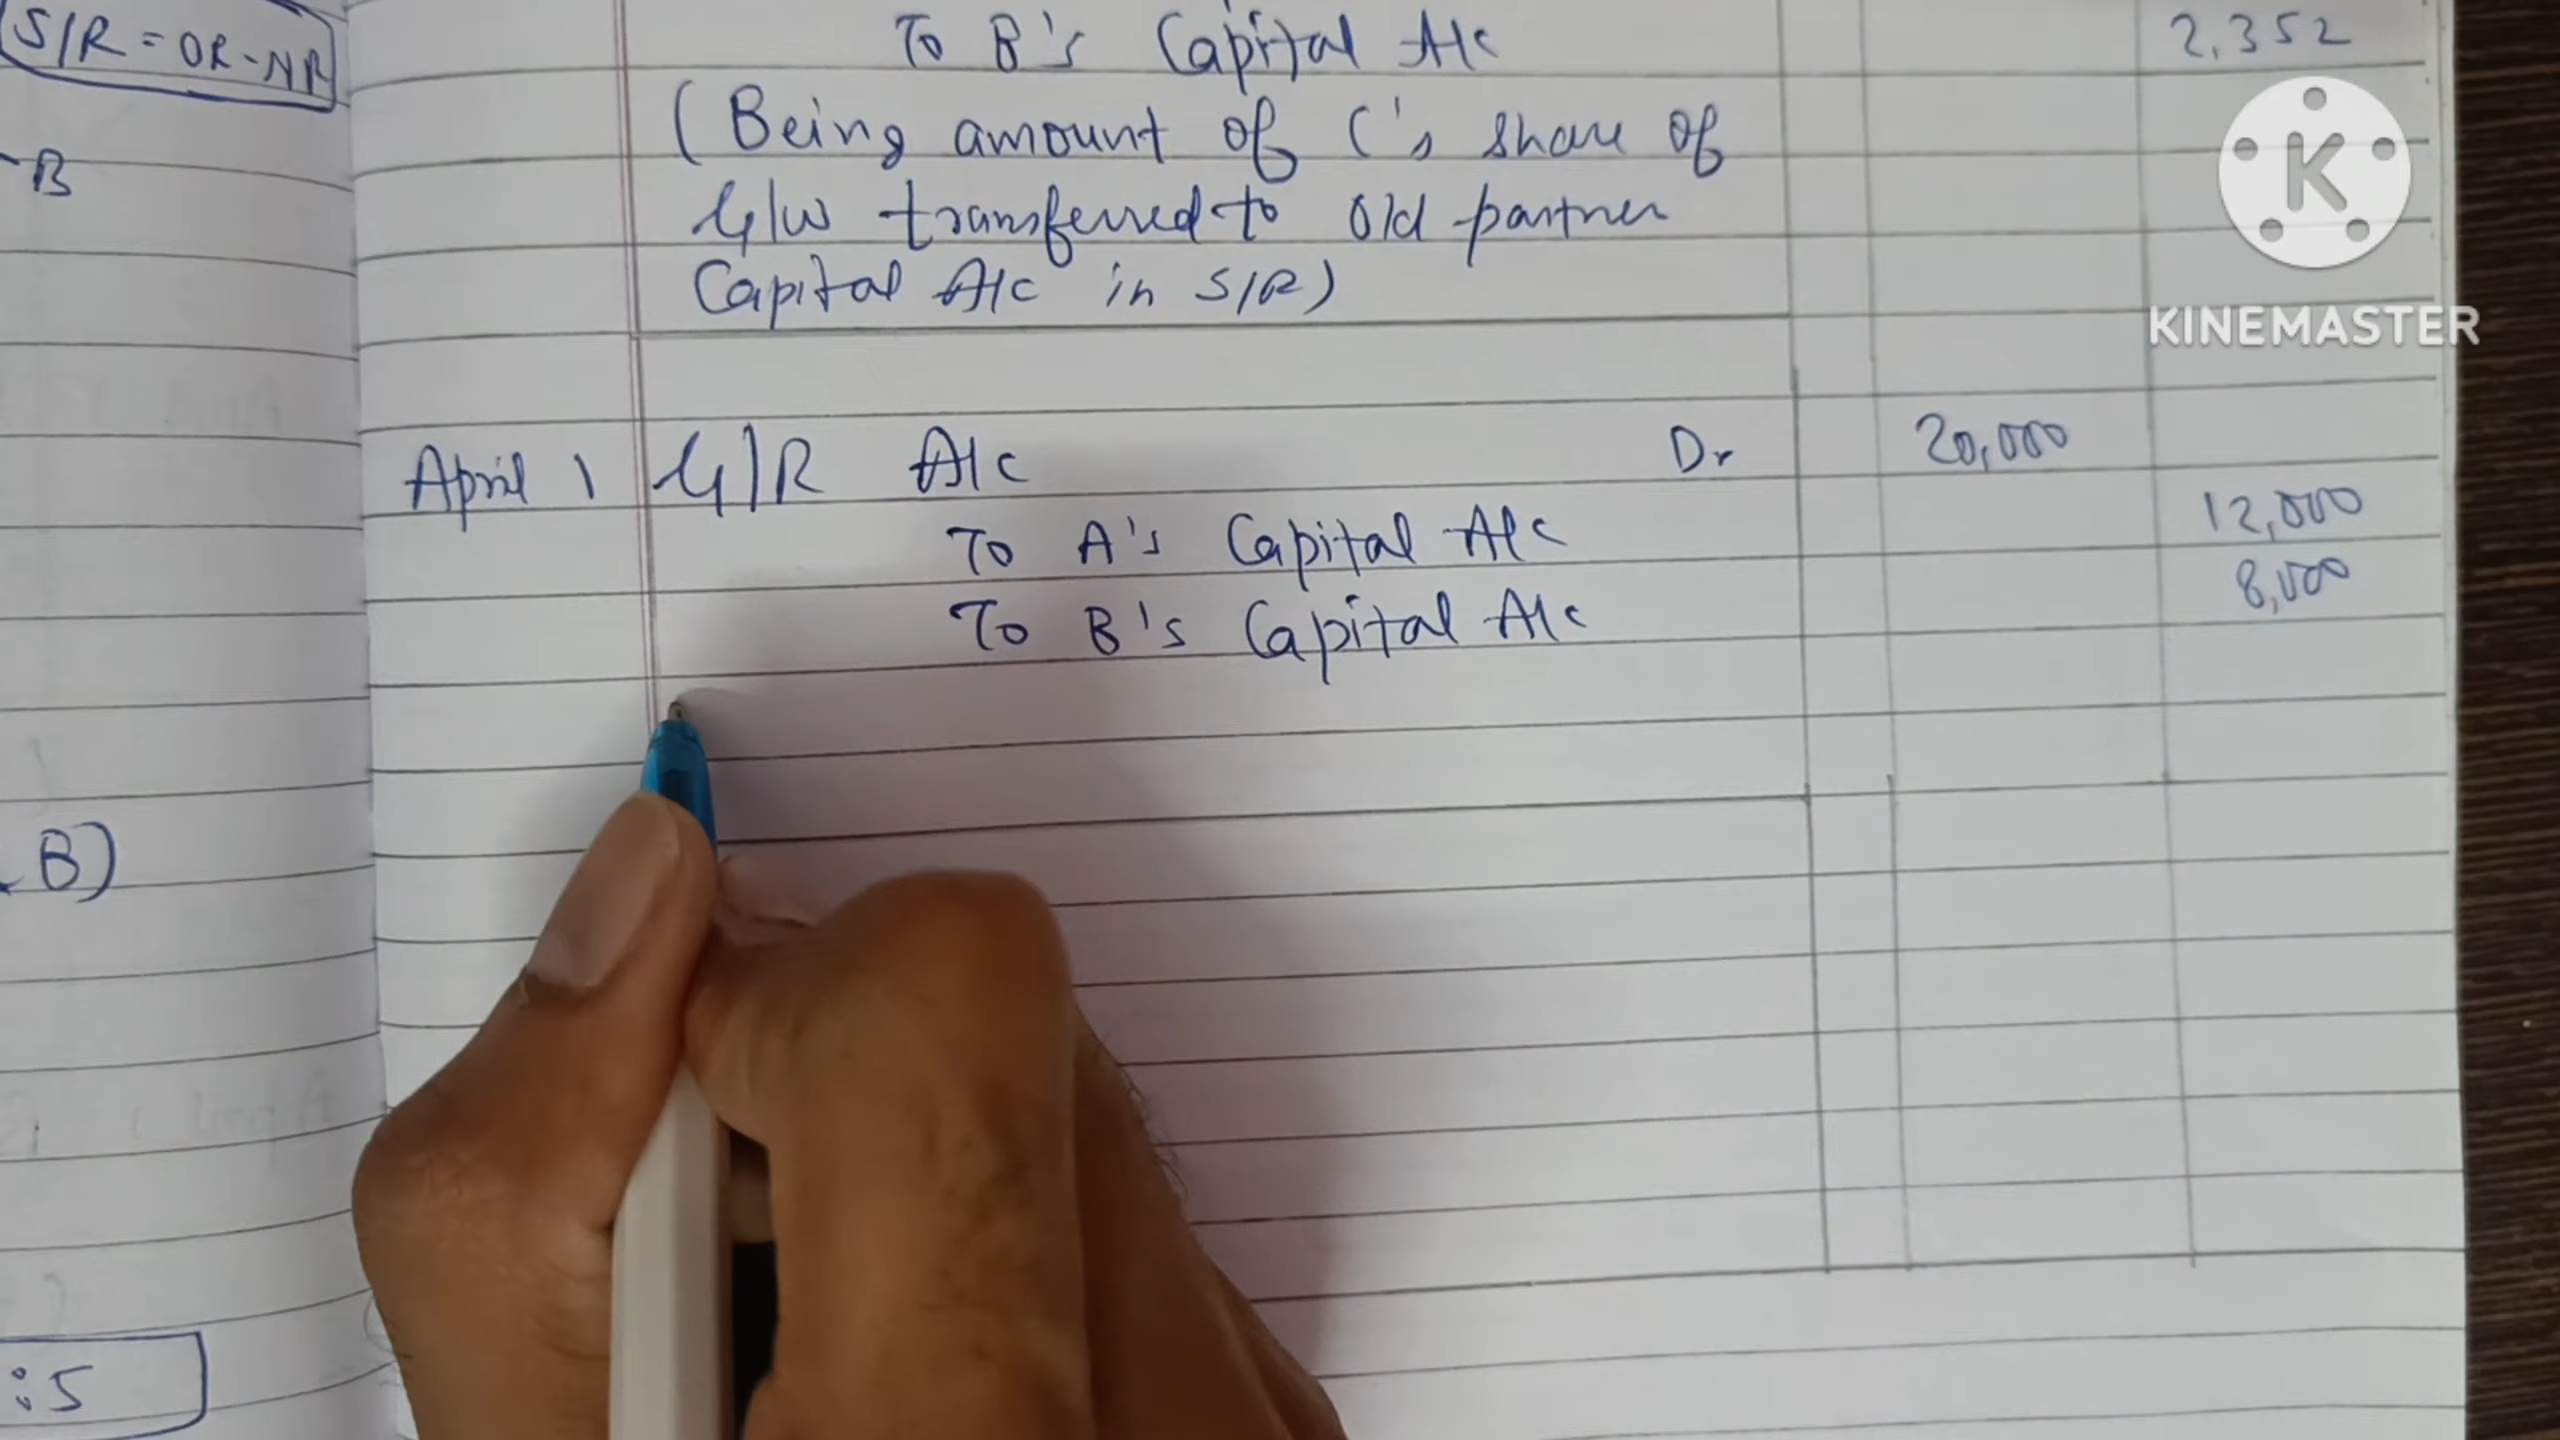 S/R = OR - NR
B
B)
:5
To B's Capital A/c 2,352
(Being amount of C's share of
G/W transferred to old partner
Capital A/c in S/R)
April 1 G/R A/c Dr 20,000
To A's Capital A/c 12,000
To B's Capital A/c 8,000
K
KINEMASTER